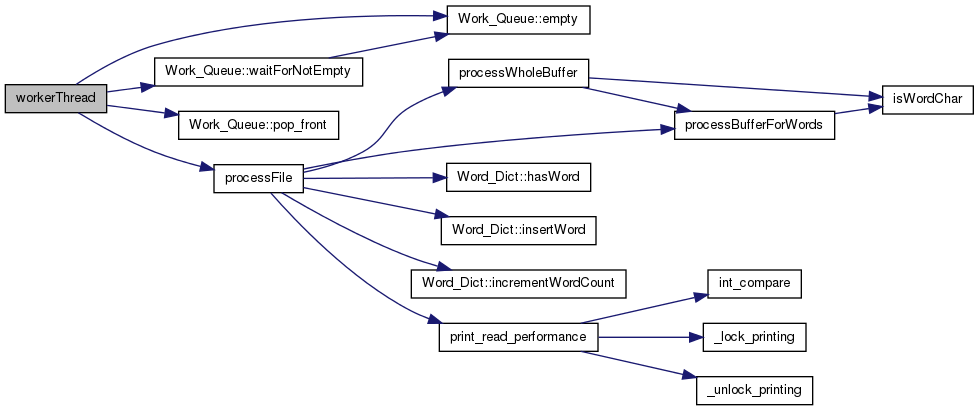 workerThread
Work_Queue::empty
Work_Queue::waitForNotEmpty
Work_Queue::pop_front
processFile
processWholeBuffer
processBufferForWords
isWordChar
Word_Dict::hasWord
Word_Dict::insertWord
Word_Dict::incrementWordCount
print_read_performance
int_compare
_lock_printing
_unlock_printing